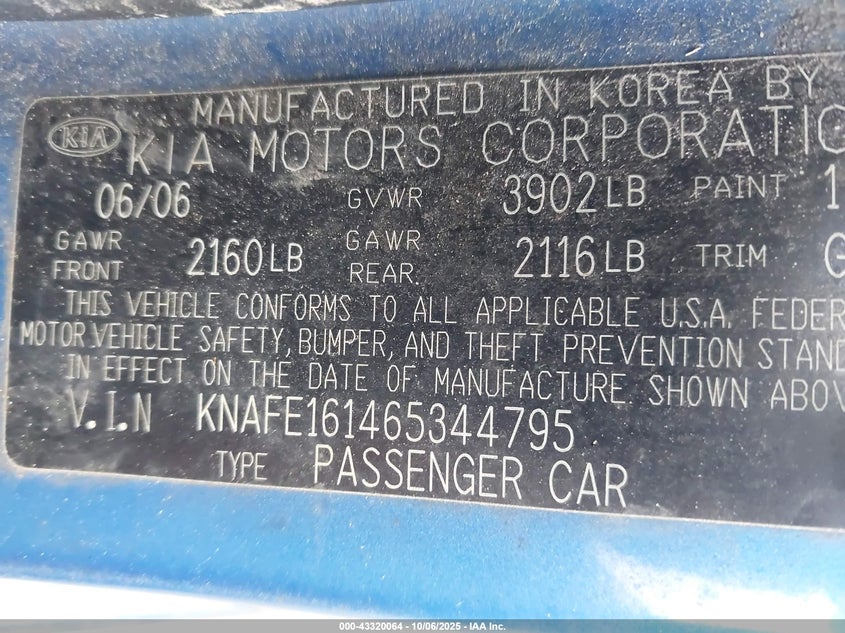 MANUFACTURED IN KOREA BY
KIA KIA MOTORS CORPORATIO
06/06 GVWR 3902LB PAINT 1
GAWR FRONT 2160LB GAWR REAR. 2116LB TRIM G
THIS VEHICLE CONFORMS TO ALL APPLICABLE U.S.A. FEDER
MOTOR VEHICLE SAFETY, BUMPER, AND THEFT PREVENTION STAND
IN EFFECT ON THE DATE OF MANUFACTURE SHOWN ABOV
V.I.N KNAFE161465344795
TYPE PASSENGER CAR
000-43320064 - 10/06/2025 - IAA Inc.